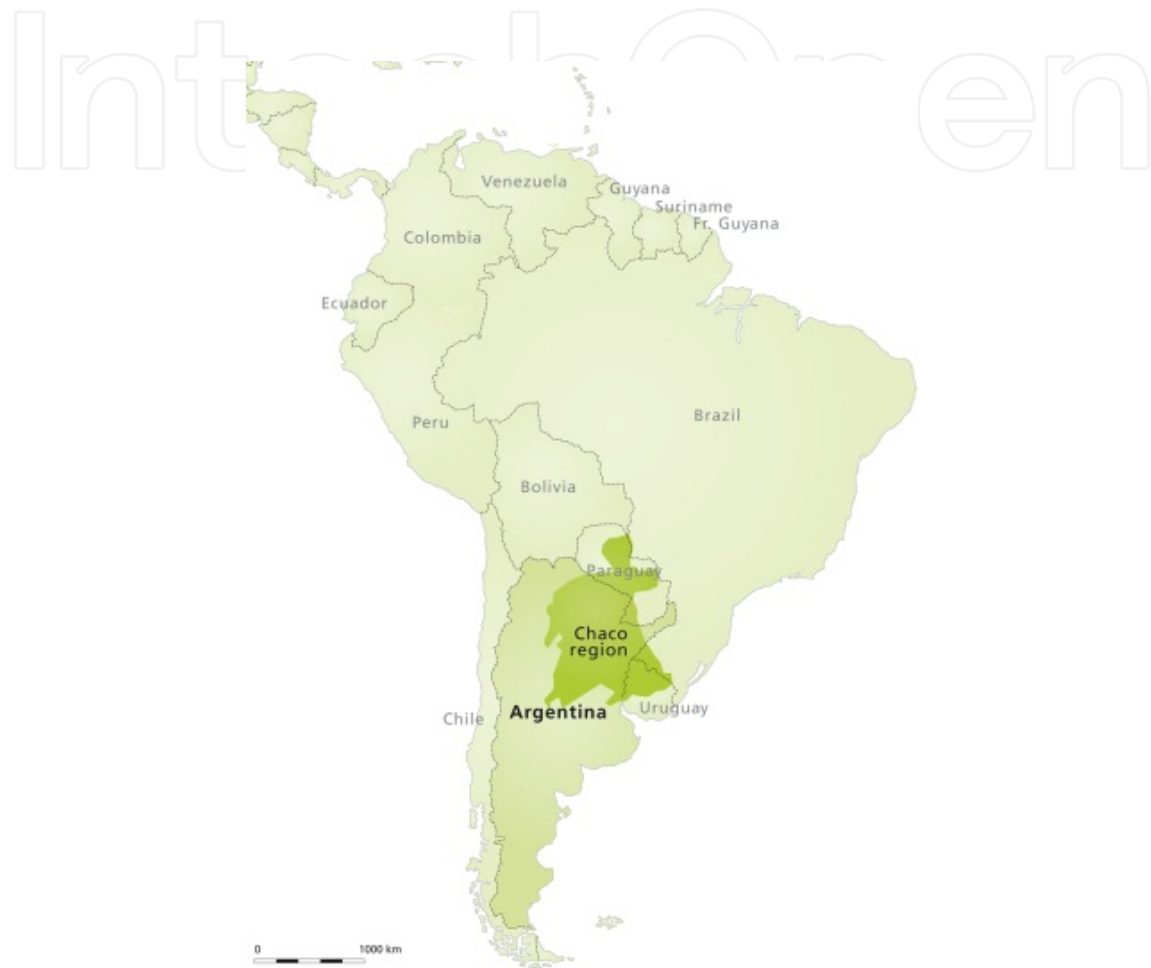 IntechOpen
Venezuela
Guyana
Suriname
Fr. Guyana
Colombia
Ecuador
Peru
Brazil
Bolivia
Paraguay
Chaco
region
Argentina
Uruguay
Chile
0 1000 km